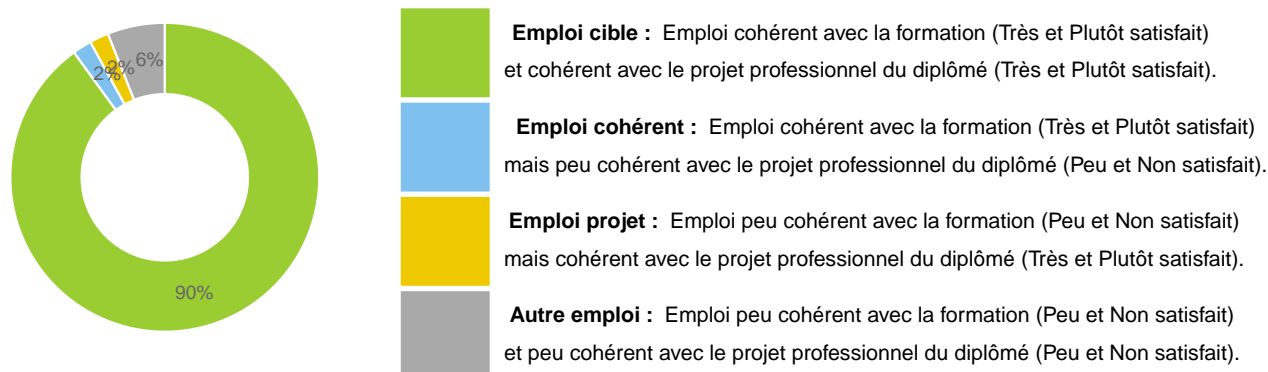 2%
2%
6%
90%
Emploi cible : Emploi cohérent avec la formation (Très et Plutôt satisfait)
et cohérent avec le projet professionnel du diplômé (Très et Plutôt satisfait).
Emploi cohérent : Emploi cohérent avec la formation (Très et Plutôt satisfait)
mais peu cohérent avec le projet professionnel du diplômé (Peu et Non satisfait).
Emploi projet : Emploi peu cohérent avec la formation (Peu et Non satisfait)
mais cohérent avec le projet professionnel du diplômé (Très et Plutôt satisfait).
Autre emploi : Emploi peu cohérent avec la formation (Peu et Non satisfait)
et peu cohérent avec le projet professionnel du diplômé (Peu et Non satisfait).